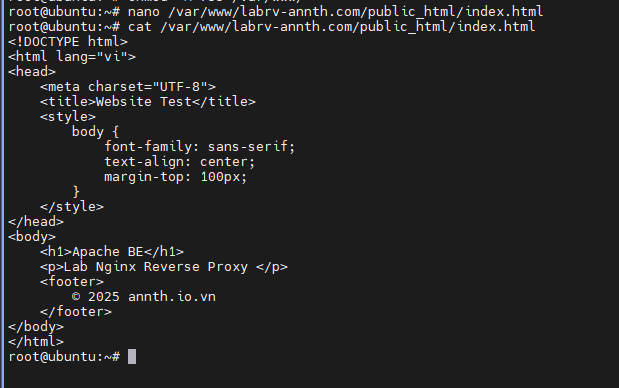 root@ubuntu:~# nano /var/www/labrv-annth.com/public_html/index.html
root@ubuntu:~# cat /var/www/labrv-annth.com/public_html/index.html
<!DOCTYPE html>
<html lang="vi">
<head>
    <meta charset="UTF-8">
    <title>Website Test</title>
    <style>
        body {
            font-family: sans-serif;
            text-align: center;
            margin-top: 100px;
        }
    </style>
</head>
<body>
    <h1>Apache BE</h1>
    <p>Lab Nginx Reverse Proxy </p>
    <footer>
        © 2025 annth.io.vn
    </footer>
</body>
</html>
root@ubuntu:~#